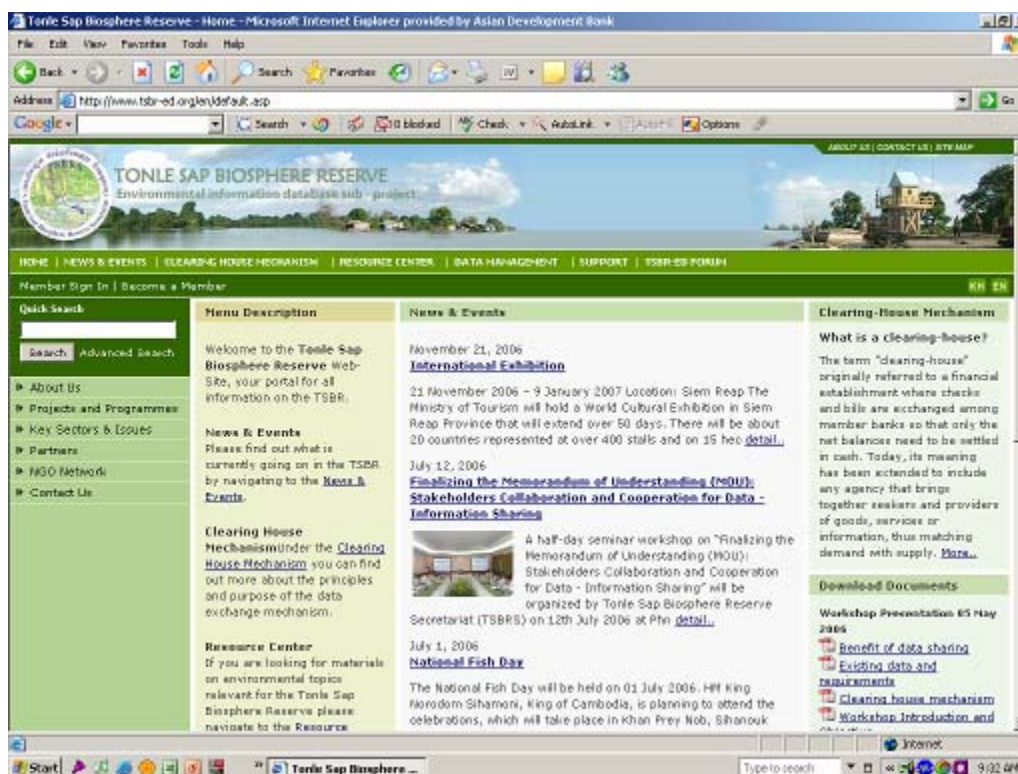 Tonle Sap Biosphere Reserve - Home - Microsoft Internet Explorer provided by Asian Development Bank
File Edit View Favorites Tools Help
Back Search Favorites
Address http://www.tsbr-ed.org/en/default.asp Go
Google Search blocked Check AutoLink Options
ABOUT US | CONTACT US | SITE MAP
TONLE SAP BIOSPHERE RESERVE
Environmental information database sub - project
HOME | NEWS & EVENTS | CLEARING HOUSE MECHANISM | RESOURCE CENTER | DATA MANAGEMENT | SUPPORT | TSBR-ED FORUM
Member Sign In | Become a Member KH EN
Quick Search
Search Advanced Search
About Us
Projects and Programmes
Key Sectors & Issues
Partners
NGO Network
Contact Us
Menu Description
Welcome to the Tonle Sap
Biosphere Reserve Web-
Site, your portal for all
information on the TSBR.
News & Events
Please find out what is
currently going on in the TSBR
by navigating to the News &
Events.
Clearing House
MechanismUnder the Clearing
House Mechanism you can find
out more about the principles
and purpose of the data
exchange mechanism.
Resource Center
If you are looking for materials
on environmental topics
relevant for the Tonle Sap
Biosphere Reserve please
navigate to the Resource
News & Events
November 21, 2006
International Exhibition
21 November 2006 - 9 January 2007 Location: Siem Reap The
Ministry of Tourism will hold a World Cultural Exhibition in Siem
Reap Province that will extend over 50 days. There will be about
20 countries represented at over 400 stalls and on 15 hec detail..
July 12, 2006
Finalizing the Memorandum of Understanding (MOU):
Stakeholders Collaboration and Cooperation for Data -
Information Sharing
A half-day seminar workshop on "Finalizing the
Memorandum of Understanding (MOU):
Stakeholders Collaboration and Cooperation
for Data - Information Sharing" will be
organized by Tonle Sap Biosphere Reserve
Secretariat (TSBRS) on 12th July 2006 at Phn detail..
July 1, 2006
National Fish Day
The National Fish Day will be held on 01 July 2006. HM King
Norodom Sihamoni, King of Cambodia, is planning to attend the
celebrations, which will take place in Khan Prey Nob, Sihanouk
Clearing-House Mechanism
What is a clearing-house?
The term "clearing-house"
originally referred to a financial
establishment where checks
and bills are exchanged among
member banks so that only the
net balances need to be settled
in cash. Today, its meaning
has been extended to include
any agency that brings
together seekers and providers
of goods, services or
information, thus matching
demand with supply. More..
Download Documents
Workshop Presentation 05 May
2006
Benefit of data sharing
Existing data and
requirements
Clearing house mechanism
Workshop Introduction and
Internet
Start Tonle Sap Biosphere ... Type to search 9:32 AM